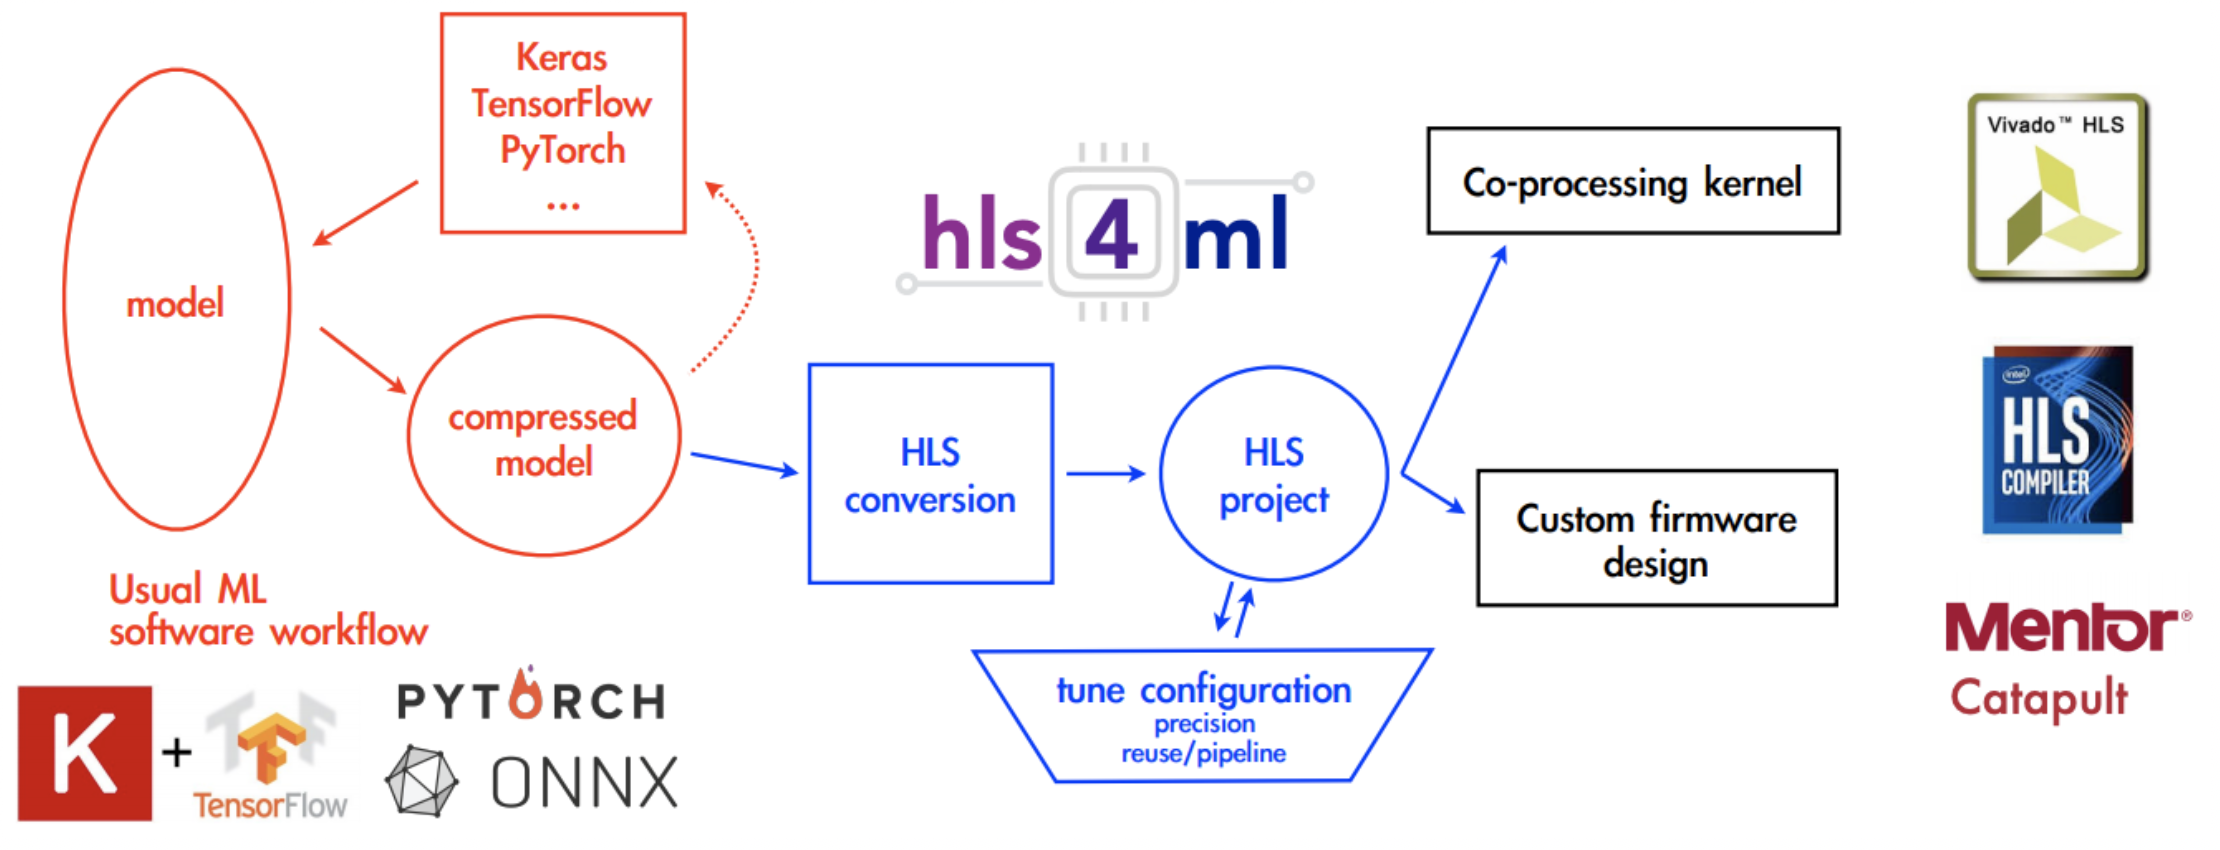 Keras
TensorFlow
PyTorch
...
model
compressed
model
Usual ML
software workflow
K
+
TF
TensorFlow
PYTORCH
ONNX
hls 4 ml
HLS
conversion
HLS
project
tune configuration
precision
reuse/pipeline
Co-processing kernel
Custom firmware
design
Vivado™ HLS
intel
HLS
COMPILER
Mentor®
Catapult